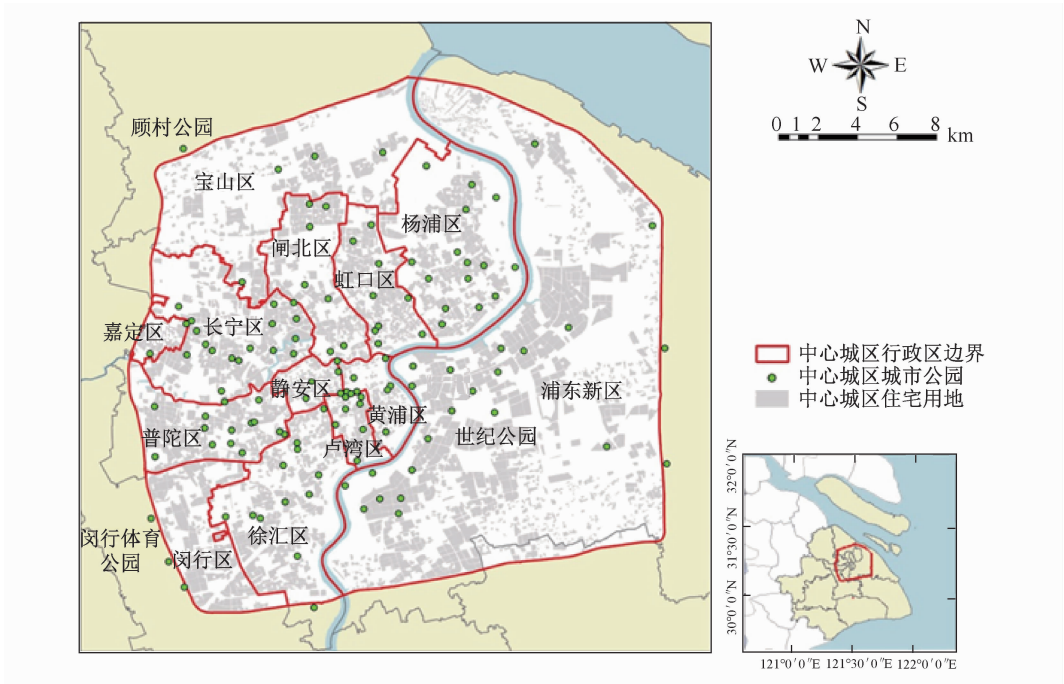 顾村公园
宝山区
杨浦区
闸北区
虹口区
嘉定区
长宁区
静安区
黄浦区
浦东新区
普陀区
卢湾区
世纪公园
闵行体育
公园
闵行区
徐汇区
N
W
E
S
0 1 2 4 6 8 km
中心城区行政区边界
中心城区城市公园
中心城区住宅用地
32°0′0″N
31°30′0″N
30°0′0″N
121°0′0″E 121°30′0″E 122°0′0″E